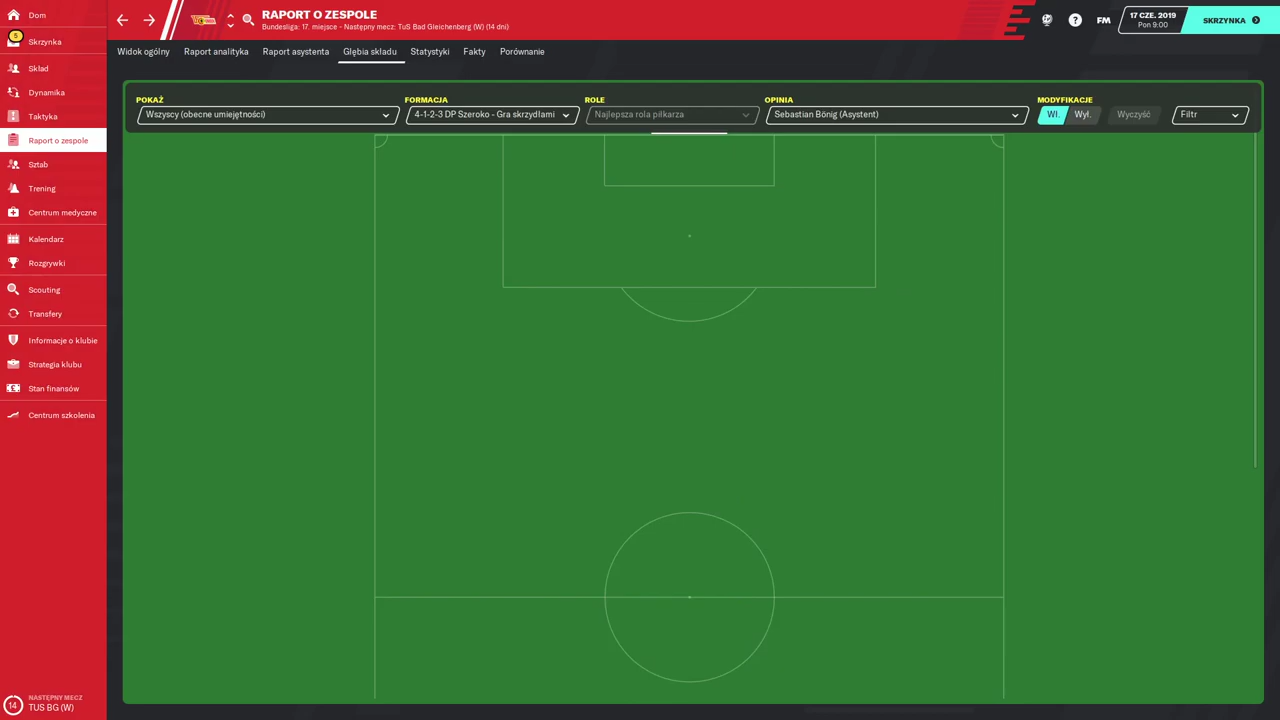 Dom
5
Skrzynka
Skład
Dynamika
Taktyka
Raport o zespole
Sztab
Trening
Centrum medyczne
Kalendarz
Rozgrywki
Scouting
Transfery
Informacje o klubie
Strategia klubu
Stan finansów
Centrum szkolenia
14
NASTĘPNY MECZ
TUS BG (W)
RAPORT O ZESPOLE
Bundesliga: 17. miejsce - Następny mecz: TuS Bad Gleichenberg (W) (14 dni)
?
FM
17 CZE. 2019
Pon 9:00
SKRZYNKA
Widok ogólny
Raport analityka
Raport asystenta
Głębia składu
Statystyki
Fakty
Porównanie
POKAŻ
Wszyscy (obecne umiejętności)
FORMACJA
4-1-2-3 DP Szeroko - Gra skrzydłami
ROLE
Najlepsza rola piłkarza
OPINIA
Sebastian Bönig (Asystent)
MODYFIKACJE
Wł.
Wył.
Wyczyść
Filtr